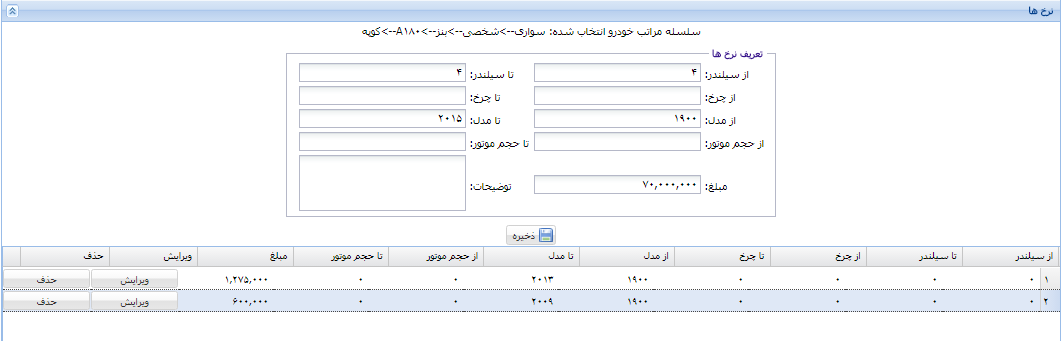 نرخ ها
سلسله مراتب خودرو انتخاب شده: سواری-->شخصی-->بنز-->A۱۸۰-->کوپه
تعریف نرخ ها
از سیلندر: ۴ تا سیلندر: ۴
از چرخ: تا چرخ:
از مدل: ۱۹۰۰ تا مدل: ۲۰۱۵
از حجم موتور: تا حجم موتور:
مبلغ: ۷۰,۰۰۰,۰۰۰ توضیحات:
ذخیره
از سیلندر تا سیلندر از چرخ تا چرخ از مدل تا مدل از حجم موتور تا حجم موتور مبلغ ویرایش حذف
۱ ۰ ۰ ۰ ۰ ۱۹۰۰ ۲۰۱۳ ۰ ۰ ۱,۲۷۵,۰۰۰ ویرایش حذف
۲ ۰ ۰ ۰ ۰ ۱۹۰۰ ۲۰۰۹ ۰ ۰ ۶۰۰,۰۰۰ ویرایش حذف